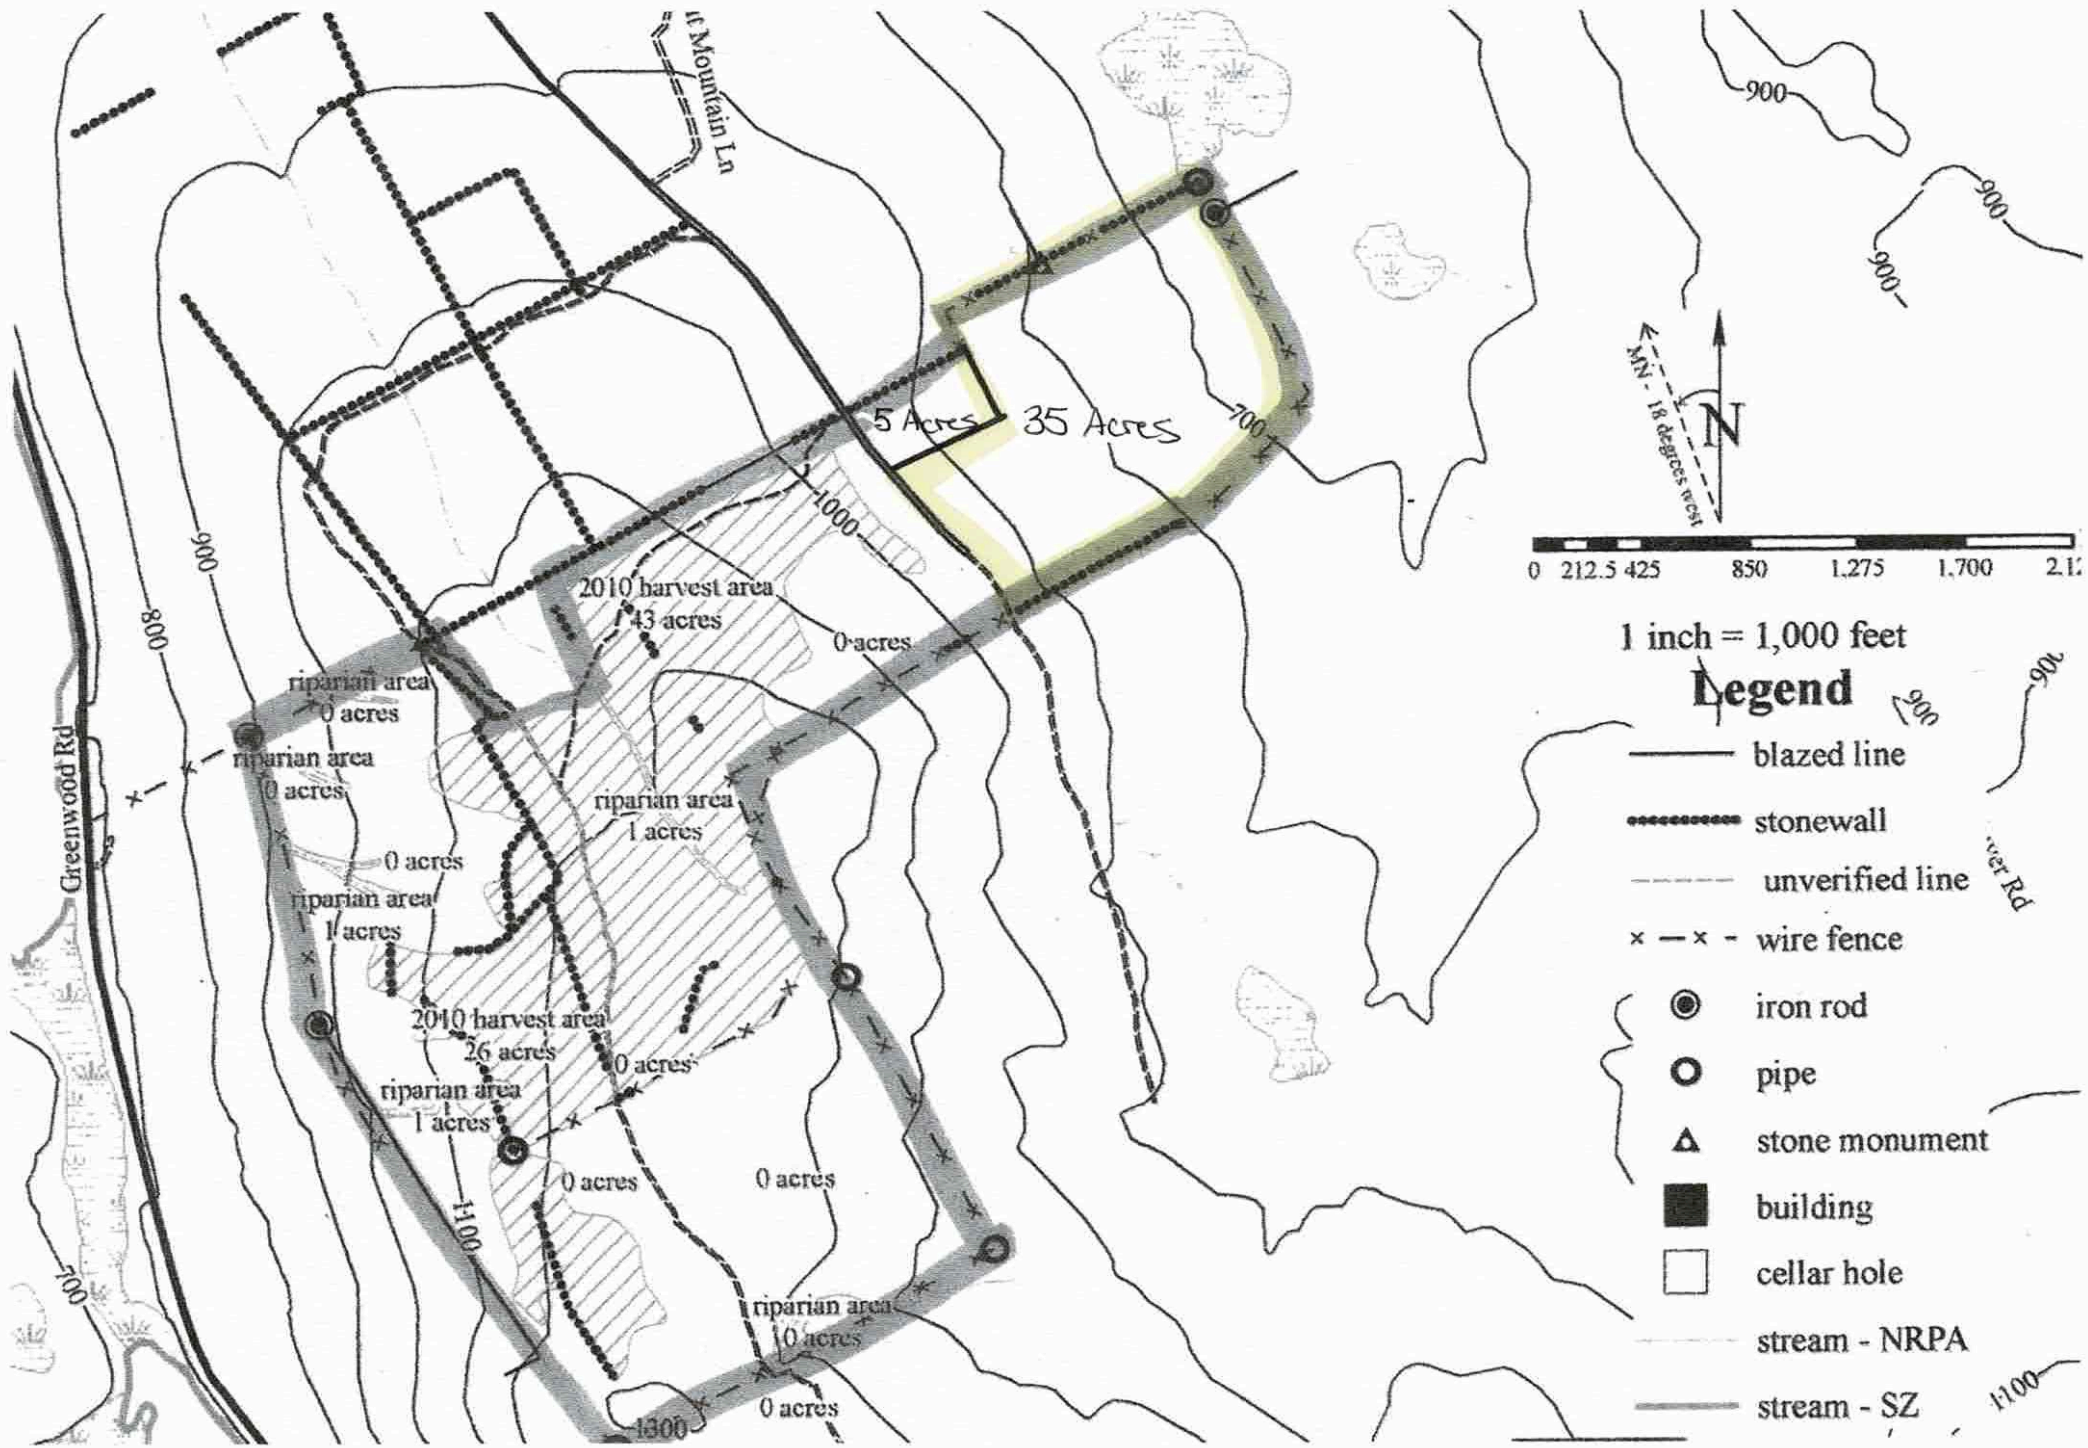 Mountain Ln
900
900
900
MN - 18 degrees west
N
5 Acres
35 Acres
700
1000
0 212.5 425 850 1,275 1,700
1 inch = 1,000 feet
Legend
blazed line
stonewall
unverified line
wire fence
iron rod
pipe
stone monument
building
cellar hole
stream - NRPA
stream - SZ
900
800
2010 harvest area
43 acres
0 acres
riparian area
0 acres
riparian area
0 acres
Greenwood Rd
riparian area
1 acres
0 acres
riparian area
1 acres
2010 harvest area
26 acres
0 acres
riparian area
1 acres
0 acres
0 acres
1100
700
riparian area
0 acres
0 acres
1300
900
900
Rd
1100